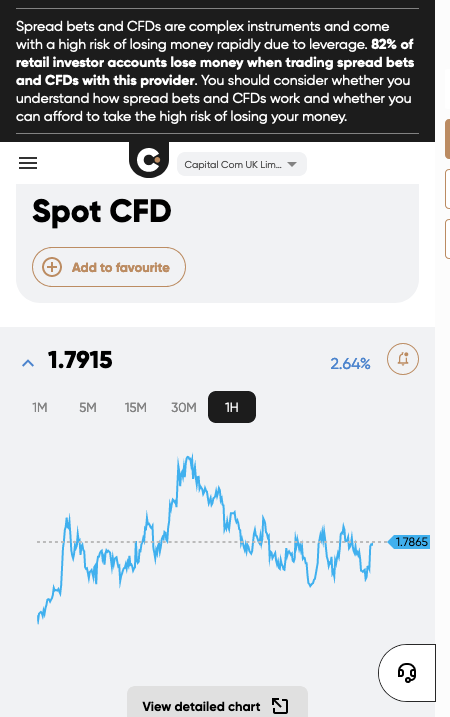 Spread bets and CFDs are complex instruments and come
with a high risk of losing money rapidly due to leverage. 82% of
retail investor accounts lose money when trading spread bets
and CFDs with this provider. You should consider whether you
understand how spread bets and CFDs work and whether you
can afford to take the high risk of losing your money.
Capital Com UK Lim...
Spot CFD
Add to favourite
1.7915
2.64%
1M 5M 15M 30M 1H
1.7865
View detailed chart